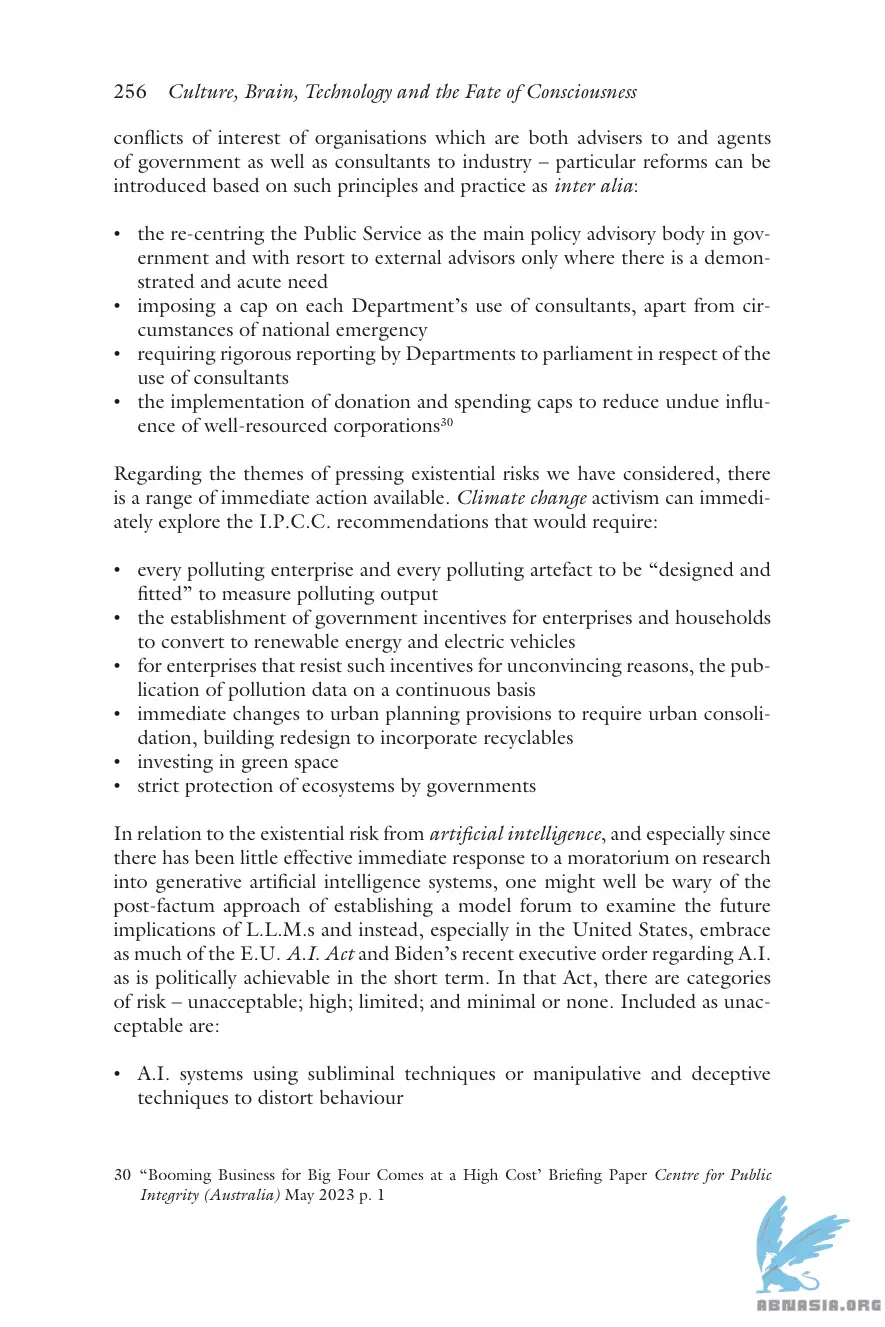 256 Culture, Brain, Technology and the Fate of Consciousness
conflicts of interest of organisations which are both advisers to and agents
of government as well as consultants to industry – particular reforms can be
introduced based on such principles and practice as inter alia:
• the re-centring the Public Service as the main policy advisory body in gov-
ernment and with resort to external advisors only where there is a demon-
strated and acute need
• imposing a cap on each Department’s use of consultants, apart from cir-
cumstances of national emergency
• requiring rigorous reporting by Departments to parliament in respect of the
use of consultants
• the implementation of donation and spending caps to reduce undue influ-
ence of well-resourced corporations³⁰
Regarding the themes of pressing existential risks we have considered, there
is a range of immediate action available. Climate change activism can immedi-
ately explore the I.P.C.C. recommendations that would require:
• every polluting enterprise and every polluting artefact to be “designed and
fitted” to measure polluting output
• the establishment of government incentives for enterprises and households
to convert to renewable energy and electric vehicles
• for enterprises that resist such incentives for unconvincing reasons, the pub-
lication of pollution data on a continuous basis
• immediate changes to urban planning provisions to require urban consoli-
dation, building redesign to incorporate recyclables
• investing in green space
• strict protection of ecosystems by governments
In relation to the existential risk from artificial intelligence, and especially since
there has been little effective immediate response to a moratorium on research
into generative artificial intelligence systems, one might well be wary of the
post-factum approach of establishing a model forum to examine the future
implications of L.L.M.s and instead, especially in the United States, embrace
as much of the E.U. A.I. Act and Biden’s recent executive order regarding A.I.
as is politically achievable in the short term. In that Act, there are categories
of risk – unacceptable; high; limited; and minimal or none. Included as unac-
ceptable are:
• A.I. systems using subliminal techniques or manipulative and deceptive
techniques to distort behaviour
30 “Booming Business for Big Four Comes at a High Cost’ Briefing Paper Centre for Public
Integrity (Australia) May 2023 p. 1
ABNASIA.ORG